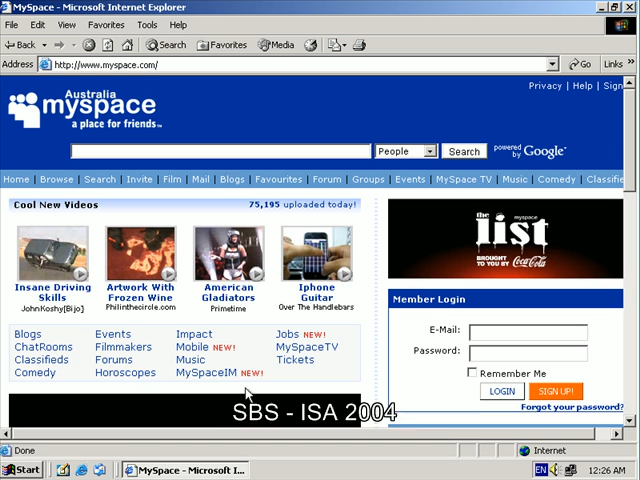 MySpace - Microsoft Internet Explorer
File Edit View Favorites Tools Help
Back Search Favorites Media
Address http://www.myspace.com/ Go Links »
Privacy | Help | Sign
Australia
myspace
a place for friends
People Search powered by Google
Home | Browse | Search | Invite | Film | Mail | Blogs | Favourites | Forum | Groups | Events | MySpace TV | Music | Comedy | Classifie
Cool New Videos 75,195 uploaded today!
the list myspace
BROUGHT TO YOU BY Coca-Cola
Insane Driving Skills
JohnKoshy[Bijo]
Artwork With Frozen Wine
Philinthecircle.com
American Gladiators
Primetime
Iphone Guitar
Over The Handlebars
Member Login
E-Mail:
Password:
Remember Me
LOGIN SIGN UP!
Forgot your password?
Blogs Events Impact Jobs NEW!
ChatRooms Filmmakers Mobile NEW! MySpaceTV
Classifieds Forums Music Tickets
Comedy Horoscopes MySpaceIM NEW!
SBS - ISA 2004
Done Internet
Start MySpace - Microsoft I... EN 12:26 AM